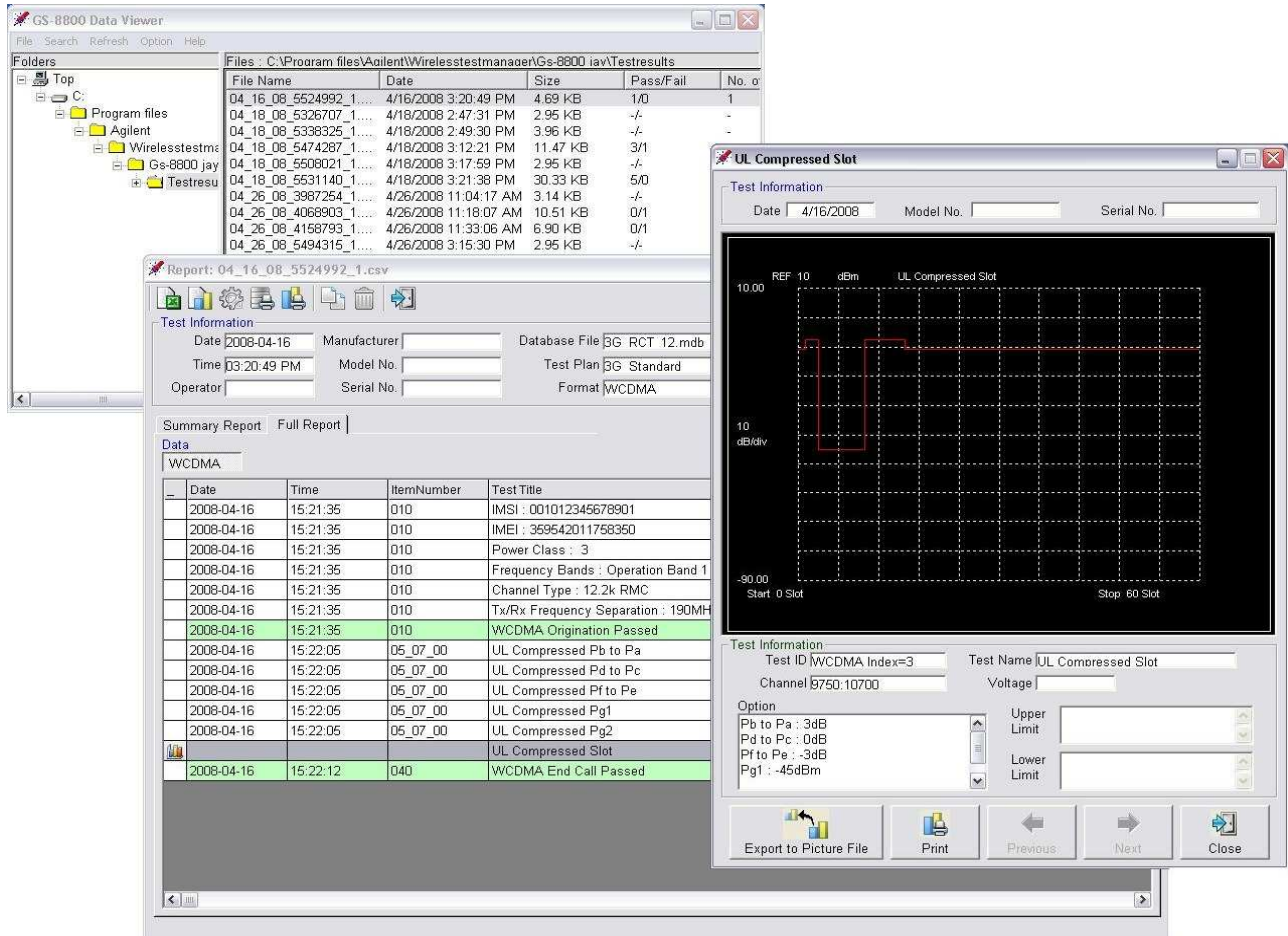 GS-8800 Data Viewer
File Search Refresh Option Help
Folders
Top
C:
Program files
Agilent
Wirelesstestma
Gs-8800 jay
Testresu
Files : C:\Program files\Agilent\Wirelesstestmanager\Gs-8800 jay\Testresults
File Name Date Size Pass/Fail No. o
04_16_08_5524992_1.... 4/16/2008 3:20:49 PM 4.69 KB 1/0 1
04_18_08_5326707_1.... 4/18/2008 2:47:31 PM 2.95 KB -/- -
04_18_08_5338325_1.... 4/18/2008 2:49:30 PM 3.96 KB -/- -
04_18_08_5474287_1.... 4/18/2008 3:12:21 PM 11.47 KB 3/1
04_18_08_5508021_1.... 4/18/2008 3:17:59 PM 2.95 KB -/-
04_18_08_5531140_1.... 4/18/2008 3:21:38 PM 30.33 KB 5/0
04_26_08_3987254_1.... 4/26/2008 11:04:17 AM 3.14 KB -/-
04_26_08_4068903_1.... 4/26/2008 11:18:07 AM 10.51 KB 0/1
04_26_08_4158793_1.... 4/26/2008 11:33:06 AM 6.90 KB 0/1
04_26_08_5494315_1.... 4/26/2008 3:15:30 PM 2.95 KB -/-
Report: 04_16_08_5524992_1.csv
Test Information
Date 2008-04-16 Manufacturer Database File 3G_RCT_12.mdb
Time 03:20:49 PM Model No. Test Plan 3G_Standard
Operator Serial No. Format WCDMA
Summary Report Full Report
Data
WCDMA
_ Date Time ItemNumber Test Title
2008-04-16 15:21:35 010 IMSI : 001012345678901
2008-04-16 15:21:35 010 IMEI : 359542011758350
2008-04-16 15:21:35 010 Power Class : 3
2008-04-16 15:21:35 010 Frequency Bands : Operation Band 1
2008-04-16 15:21:35 010 Channel Type : 12.2k RMC
2008-04-16 15:21:35 010 Tx/Rx Frequency Separation : 190MH
2008-04-16 15:21:35 010 WCDMA Origination Passed
2008-04-16 15:22:05 05_07_00 UL Compressed Pb to Pa
2008-04-16 15:22:05 05_07_00 UL Compressed Pd to Pc
2008-04-16 15:22:05 05_07_00 UL Compressed Pf to Pe
2008-04-16 15:22:05 05_07_00 UL Compressed Pg1
2008-04-16 15:22:05 05_07_00 UL Compressed Pg2
UL Compressed Slot
2008-04-16 15:22:12 040 WCDMA End Call Passed
UL Compressed Slot
Test Information
Date 4/16/2008 Model No. Serial No.
REF 10 dBm UL Compressed Slot
10.00
10
dB/div
-90.00
Start 0 Slot Stop 60 Slot
Test Information
Test ID WCDMA Index=3 Test Name UL Compressed Slot
Channel 9750:10700 Voltage
Option
Pb to Pa : 3dB
Pd to Pc : 0dB
Pf to Pe : -3dB
Pg1 : -45dBm
Upper
Limit
Lower
Limit
Export to Picture File Print Previous Next Close